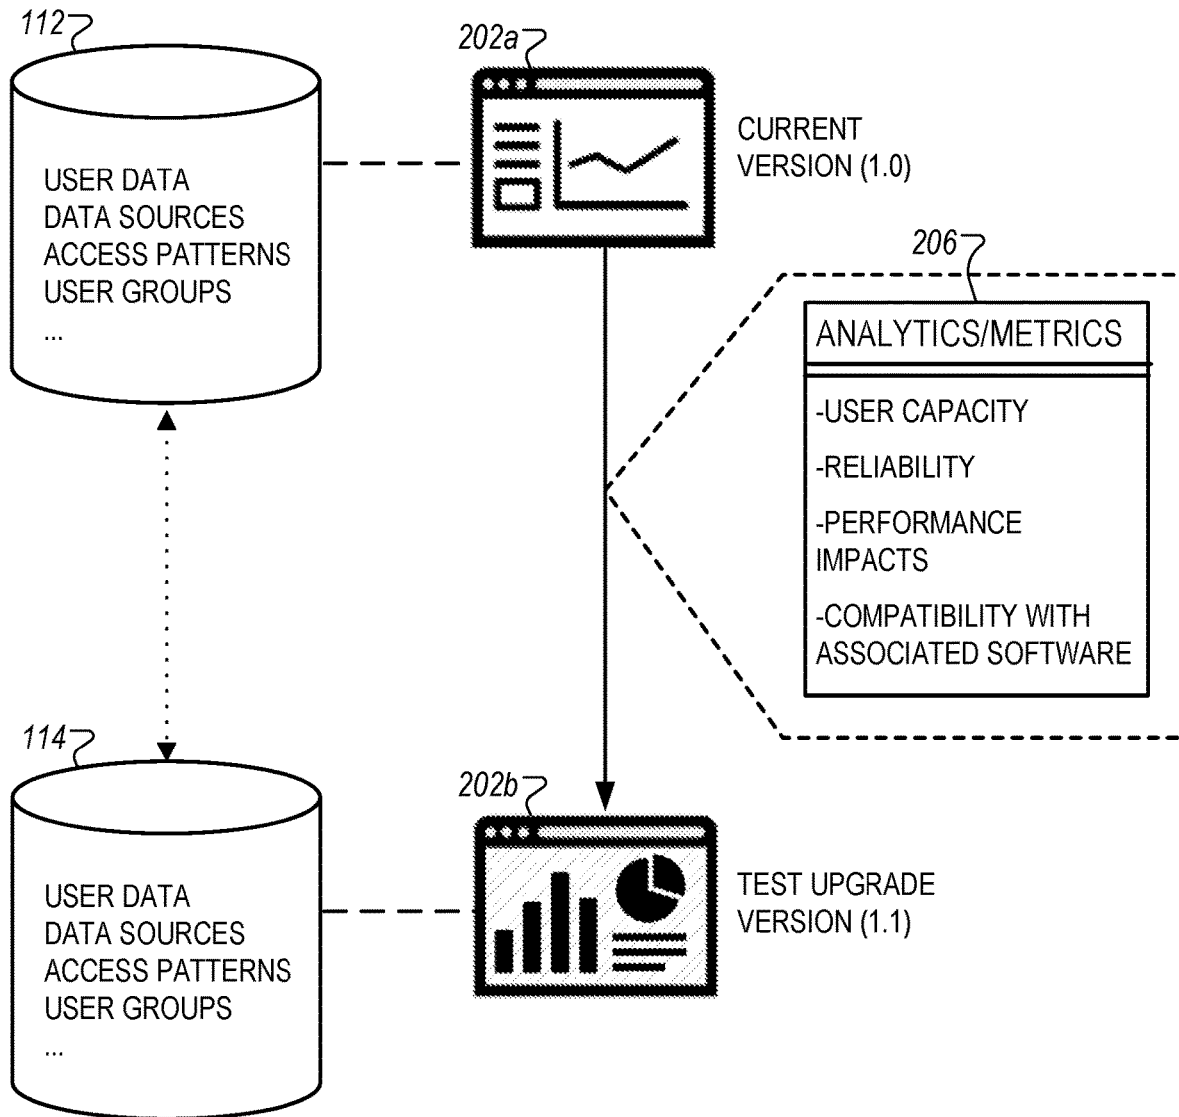 112
USER DATA
DATA SOURCES
ACCESS PATTERNS
USER GROUPS
...
202a
CURRENT
VERSION (1.0)
206
ANALYTICS/METRICS
-USER CAPACITY
-RELIABILITY
-PERFORMANCE
IMPACTS
-COMPATIBILITY WITH
ASSOCIATED SOFTWARE
114
USER DATA
DATA SOURCES
ACCESS PATTERNS
USER GROUPS
...
202b
TEST UPGRADE
VERSION (1.1)